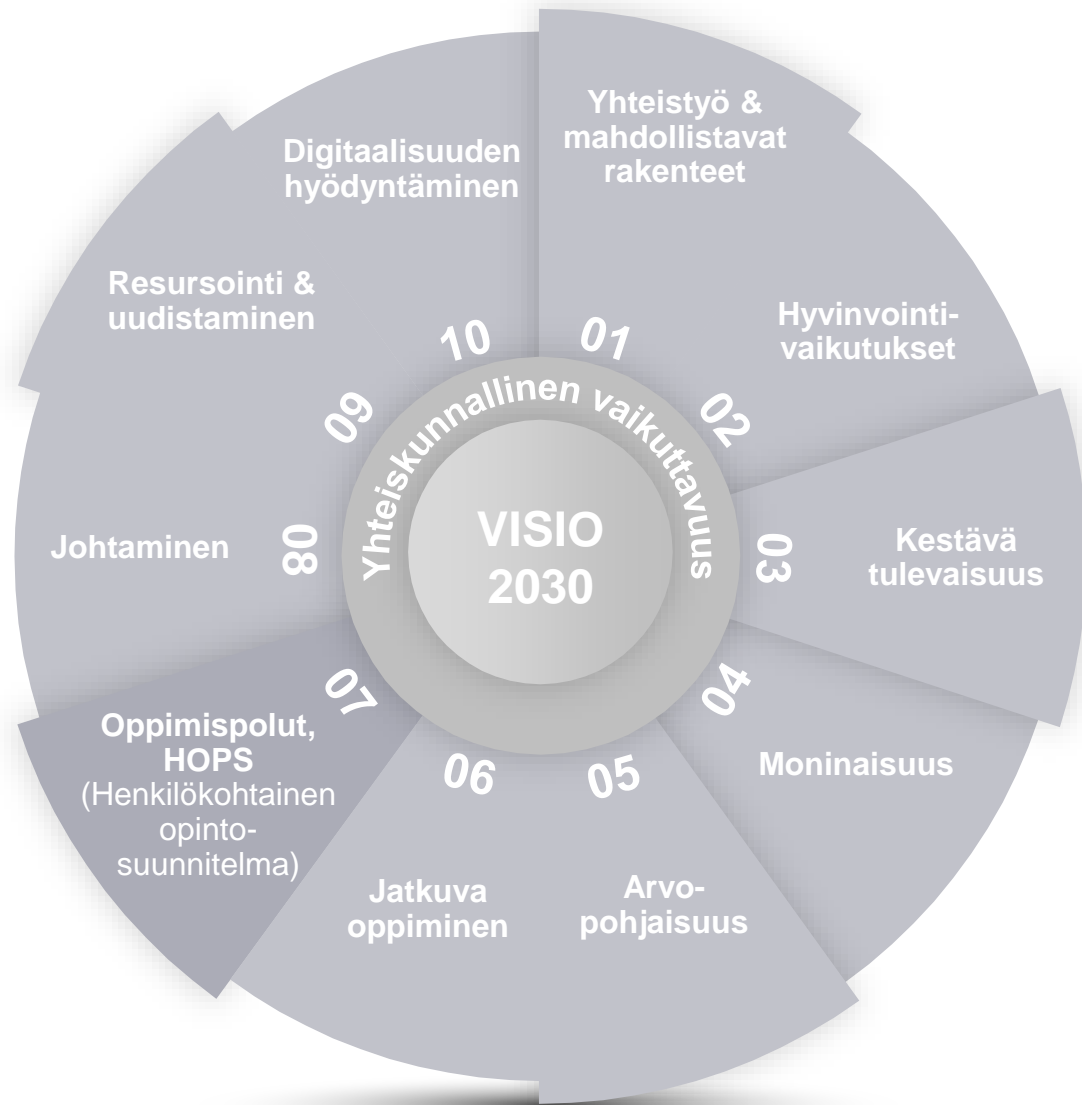 Yhteistyö &
mahdollistavat
rakenteet
01
Hyvinvointi-
vaikutukset
02
Kestävä
tulevaisuus
03
Moninaisuus
04
Arvo-
pohjaisuus
05
Jatkuva
oppiminen
06
Oppimispolut,
HOPS
(Henkilökohtainen
opinto-
suunnitelma)
07
Johtaminen
08
Resursointi &
uudistaminen
09
Digitaalisuuden
hyödyntäminen
10
Yhteiskunnallinen vaikuttavuus
VISIO
2030